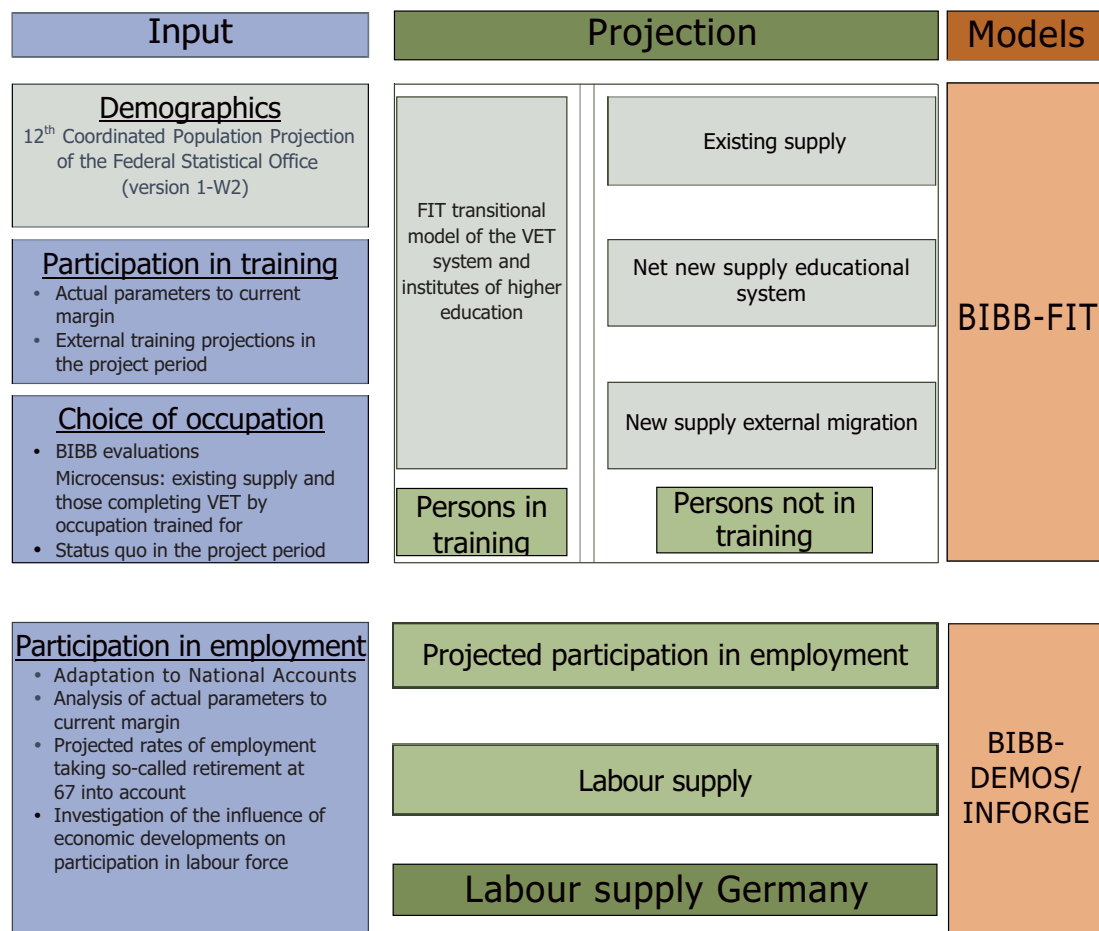 Input
Projection
Models
Demographics
12th Coordinated Population Projection
of the Federal Statistical Office
(version 1-W2)
Participation in training
• Actual parameters to current
margin
• External training projections in
the project period
Choice of occupation
• BIBB evaluations
Microcensus: existing supply and
those completing VET by
occupation trained for
• Status quo in the project period
FIT transitional
model of the VET
system and
institutes of higher
education
Persons in
training
Existing supply
Net new supply educational
system
New supply external migration
Persons not in
training
BIBB-FIT
Participation in employment
• Adaptation to National Accounts
• Analysis of actual parameters to
current margin
• Projected rates of employment
taking so-called retirement at
67 into account
• Investigation of the influence of
economic developments on
participation in labour force
Projected participation in employment
Labour supply
Labour supply Germany
BIBB-
DEMOS/
INFORGE